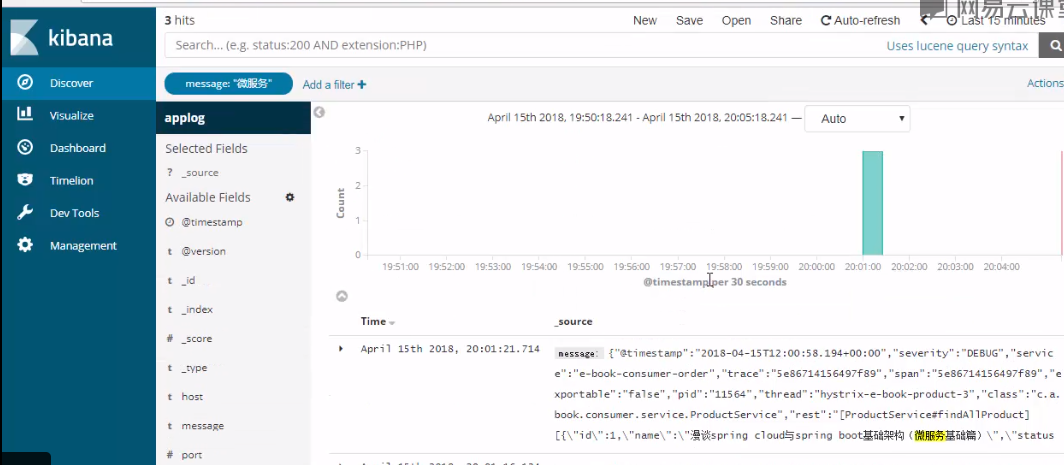 网易云课堂
kibana
3 hits
New Save Open Share Auto-refresh Last 15 minutes
Search... (e.g. status:200 AND extension:PHP)
Uses lucene query syntax
Discover
Visualize
Dashboard
Timelion
Dev Tools
Management
message: "微服务"
Add a filter +
Actions
applog
Selected Fields
? _source
Available Fields
@timestamp
t @version
t _id
t _index
# _score
t _type
t host
t message
# port
April 15th 2018, 19:50:18.241 - April 15th 2018, 20:05:18.241 —
Auto
Count
3
2
1
0
19:51:00 19:52:00 19:53:00 19:54:00 19:55:00 19:56:00 19:57:00 19:58:00 19:59:00 20:00:00 20:01:00 20:02:00 20:03:00 20:04:00
@timestamp per 30 seconds
Time _source
April 15th 2018, 20:01:21.714
message: {"@timestamp":"2018-04-15T12:00:58.194+00:00","severity":"DEBUG","servic
e":"e-book-consumer-order","trace":"5e86714156497f89","span":"5e86714156497f89","e
xportable":"false","pid":"11564","thread":"hystrix-e-book-product-3","class":"c.a.
book.consumer.service.ProductService","rest":"[ProductService#findAllProduct]
[{\"id\":1,\"name\":\"漫谈spring cloud与spring boot基础架构（微服务基础篇）\",\"status